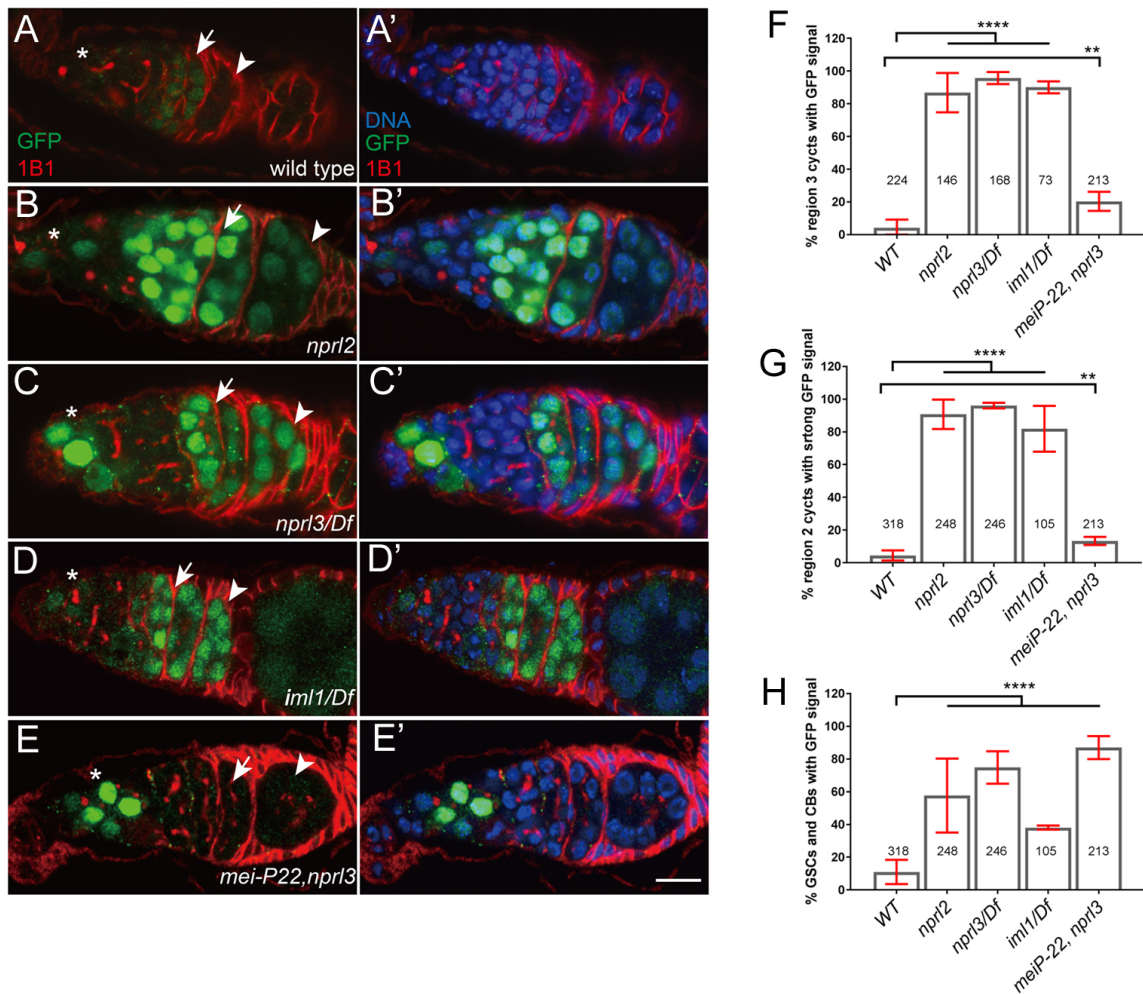 A
*
GFP
1B1
wild type
A'
DNA
GFP
1B1
B
*
nprl2
B'
C
*
nprl3/Df
C'
D
*
iml1/Df
D'
E
*
mei-P22,nprl3
E'
F
% region 3 cycts with GFP signal
100
80
60
40
20
0
****
**
224
146
168
73
213
WT
nprl2
nprl3/Df
iml1/Df
meiP-22, nprl3
G
% region 2 cycts with srtong GFP signal
100
80
60
40
20
0
****
**
318
248
246
105
213
WT
nprl2
nprl3/Df
iml1/Df
meiP-22, nprl3
H
% GSCs and CBs with GFP signal
100
80
60
40
20
0
****
318
248
246
105
213
WT
nprl2
nprl3/Df
iml1/Df
meiP-22, nprl3